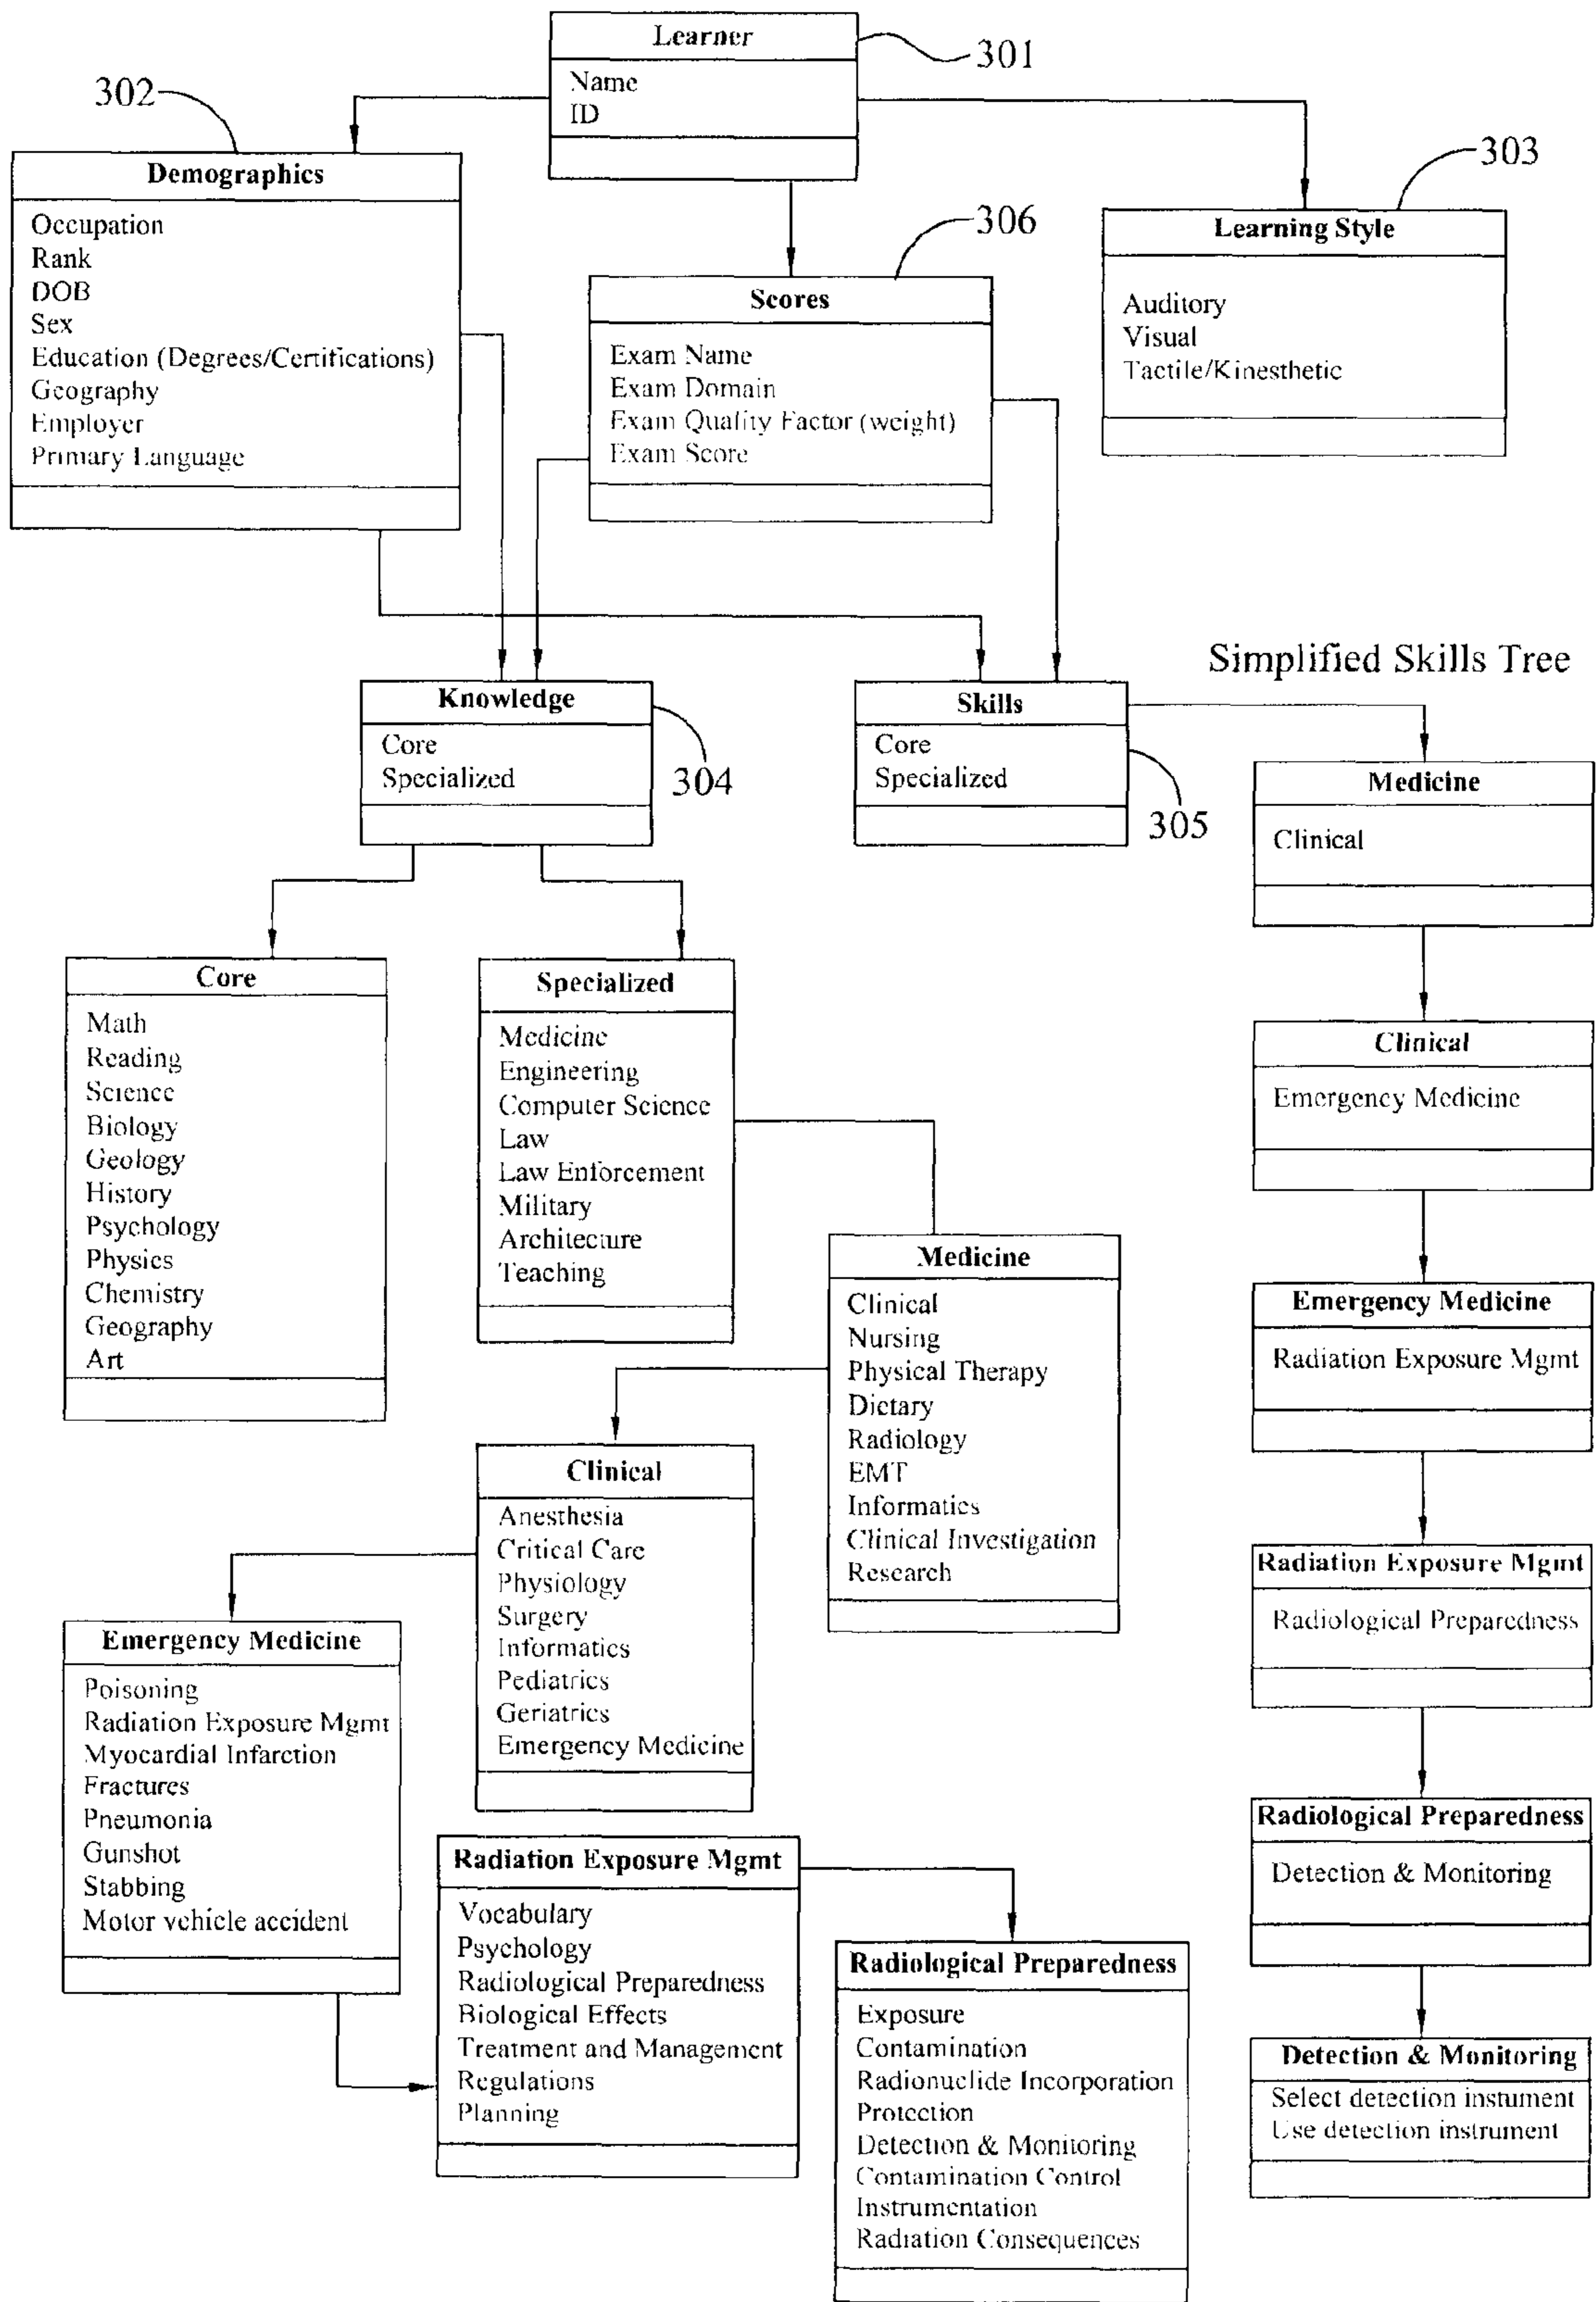 Learner
301
Name
ID
302
Demographics
Occupation
Rank
DOB
Sex
Education (Degrees/Certifications)
Geography
Employer
Primary Language
306
Scores
Exam Name
Exam Domain
Exam Quality Factor (weight)
Exam Score
303
Learning Style
Auditory
Visual
Tactile/Kinesthetic
Knowledge
Core
Specialized
304
Skills
Core
Specialized
305
Simplified Skills Tree
Medicine
Clinical
Clinical
Emergency Medicine
Emergency Medicine
Radiation Exposure Mgmt
Radiation Exposure Mgmt
Radiological Preparedness
Radiological Preparedness
Detection & Monitoring
Detection & Monitoring
Select detection instument
Use detection instrument
Core
Math
Reading
Science
Biology
Geology
History
Psychology
Physics
Chemistry
Geography
Art
Specialized
Medicine
Engineering
Computer Science
Law
Law Enforcement
Military
Architecture
Teaching
Medicine
Clinical
Nursing
Physical Therapy
Dietary
Radiology
EMT
Informatics
Clinical Investigation
Research
Clinical
Anesthesia
Critical Care
Physiology
Surgery
Informatics
Pediatrics
Geriatrics
Emergency Medicine
Emergency Medicine
Poisoning
Radiation Exposure Mgmt
Myocardial Infarction
Fractures
Pneumonia
Gunshot
Stabbing
Motor vehicle accident
Radiation Exposure Mgmt
Vocabulary
Psychology
Radiological Preparedness
Biological Effects
Treatment and Management
Regulations
Planning
Radiological Preparedness
Exposure
Contamination
Radionuclide Incorporation
Protection
Detection & Monitoring
Contamination Control
Instrumentation
Radiation Consequences